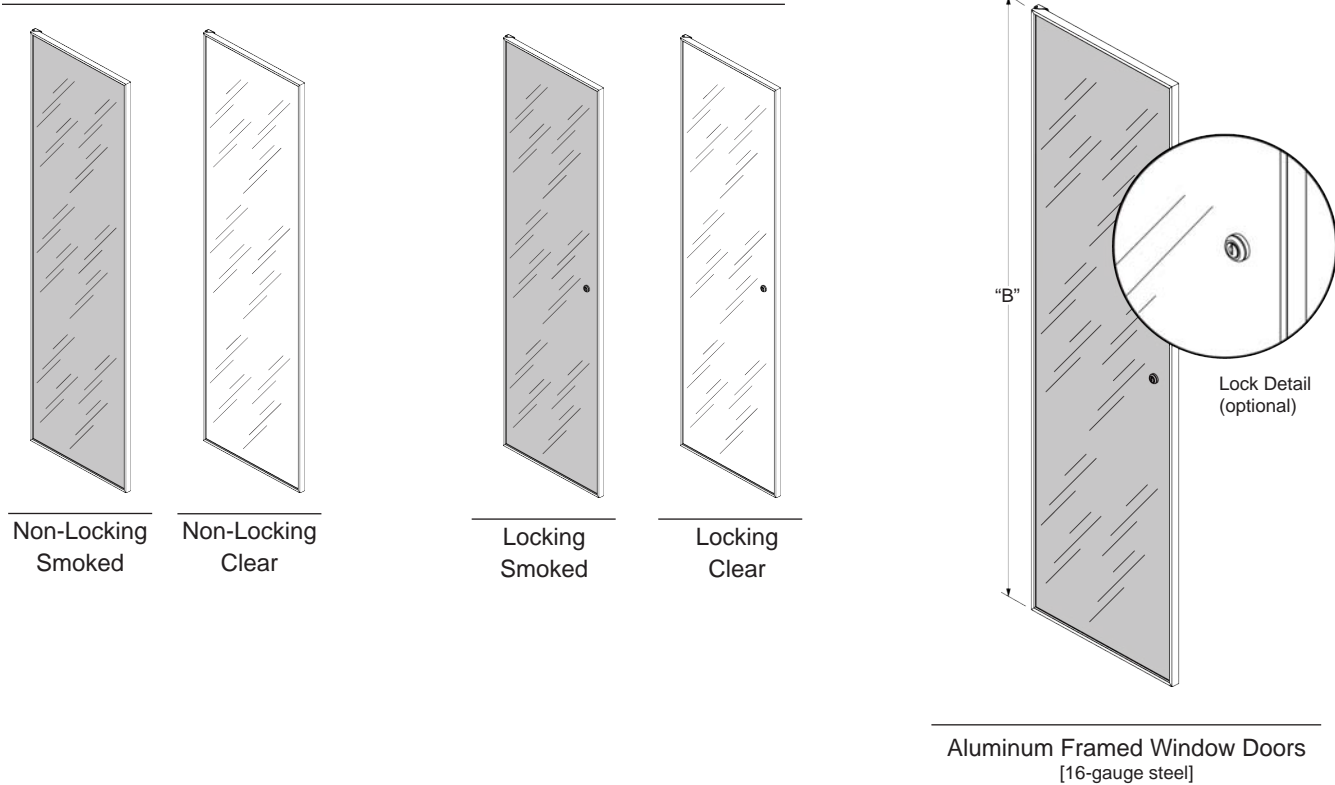 Non-Locking
Smoked
Non-Locking
Clear
Locking
Smoked
Locking
Clear
“B”
Lock Detail
(optional)
Aluminum Framed Window Doors
[16-gauge steel]